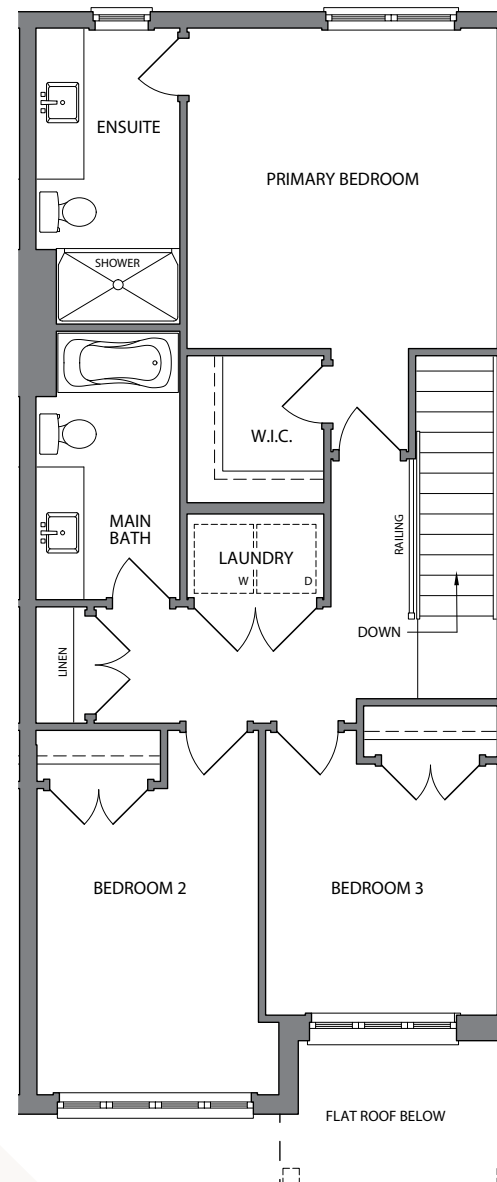 ENSUITE
PRIMARY BEDROOM
SHOWER
W.I.C.
MAIN
BATH
RAILING
LAUNDRY
W
D
DOWN
LINEN
BEDROOM 2
BEDROOM 3
FLAT ROOF BELOW